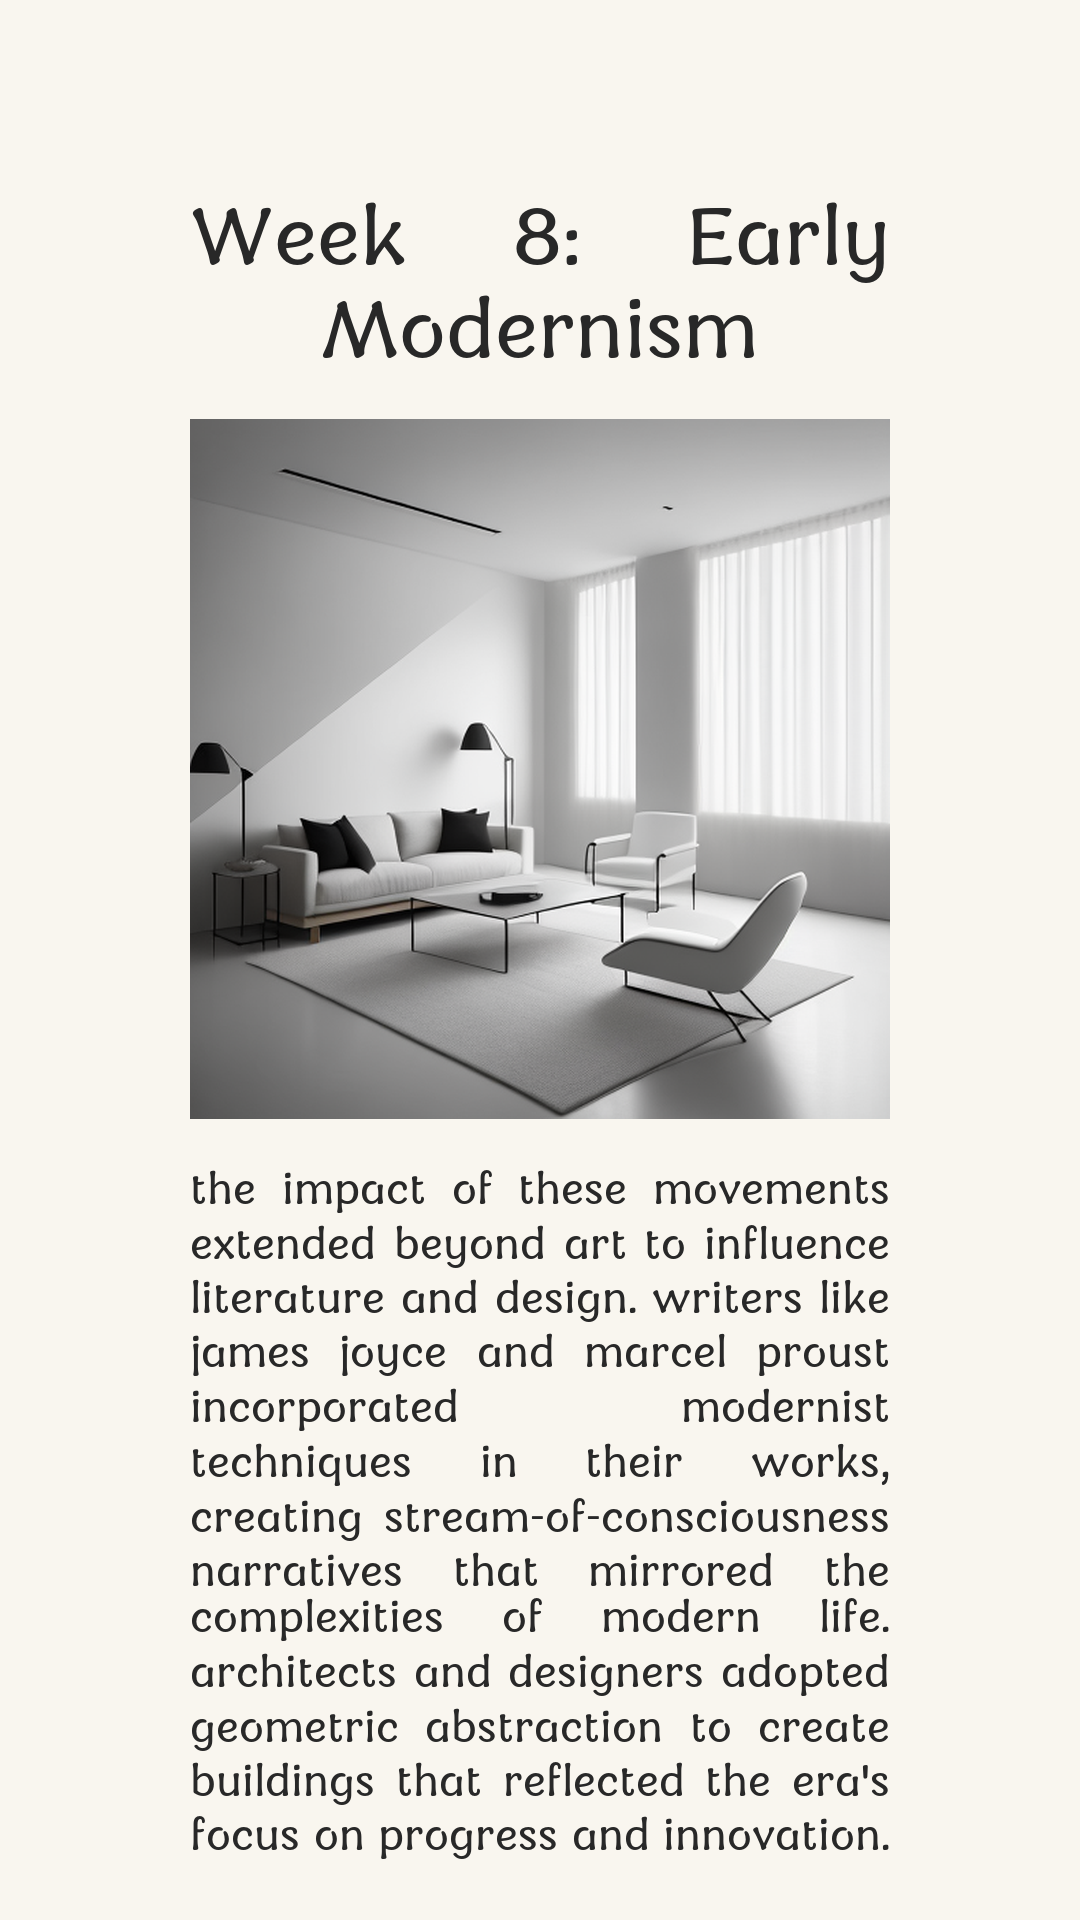 Week 8: Early
Modernism
the impact of these movements
extended beyond art to influence
literature and design. writers like
james joyce and marcel proust
incorporated modernist
techniques in their works,
creating stream-of-consciousness
narratives that mirrored the
complexities of modern life.
architects and designers adopted
geometric abstraction to create
buildings that reflected the era's
focus on progress and innovation.